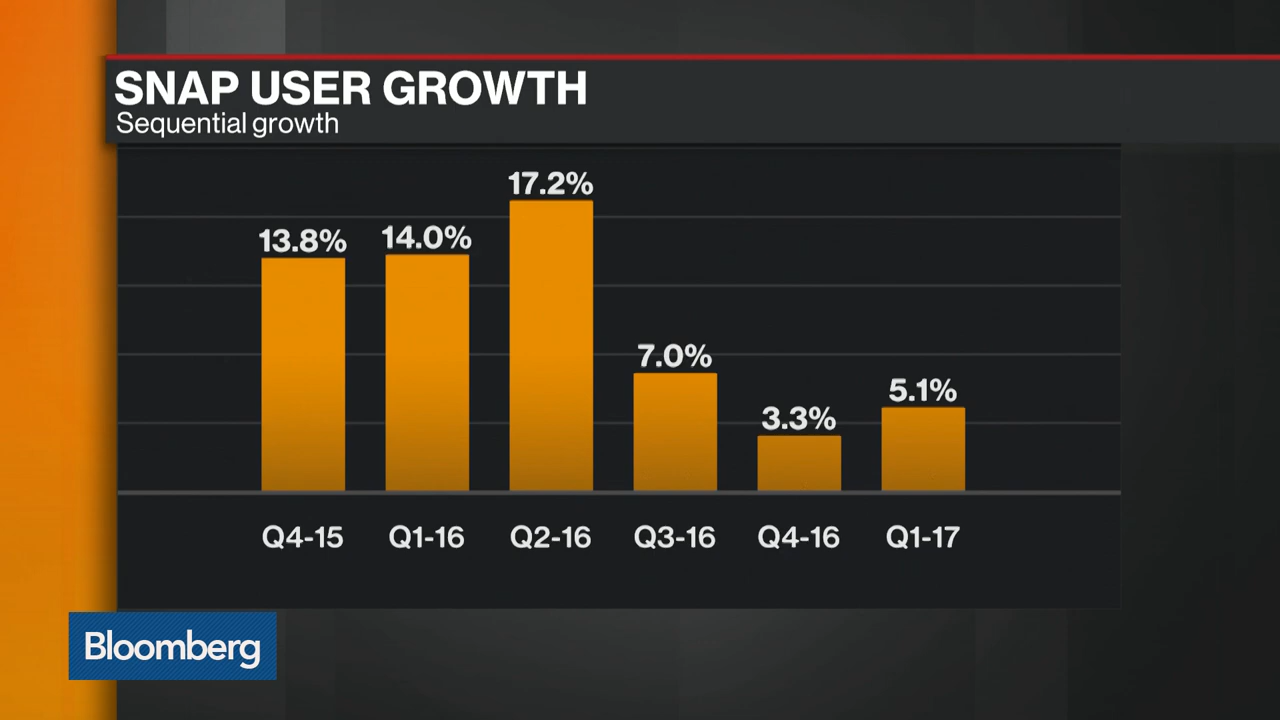 SNAP USER GROWTH
Sequential growth
13.8%
14.0%
17.2%
7.0%
3.3%
5.1%
Q4-15
Q1-16
Q2-16
Q3-16
Q4-16
Q1-17
Bloomberg